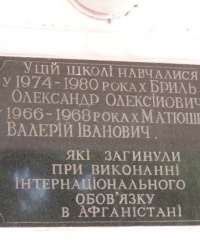 У ЦІЙ ШКОЛІ НАВЧАЛИСЯ
У 1974-1980 РОКАХ БРИЛЬ
ОЛЕКСАНДР ОЛЕКСІЙОВИЧ
1966-1968 РОКАХ МАТЮШ
ВАЛЕРІЙ ІВАНОВИЧ,
ЯКІ ЗАГИНУЛИ
ПРИ ВИКОНАННІ
ІНТЕРНАЦІОНАЛЬНОГО
ОБОВ'ЯЗКУ
В АФГАНІСТАНІ